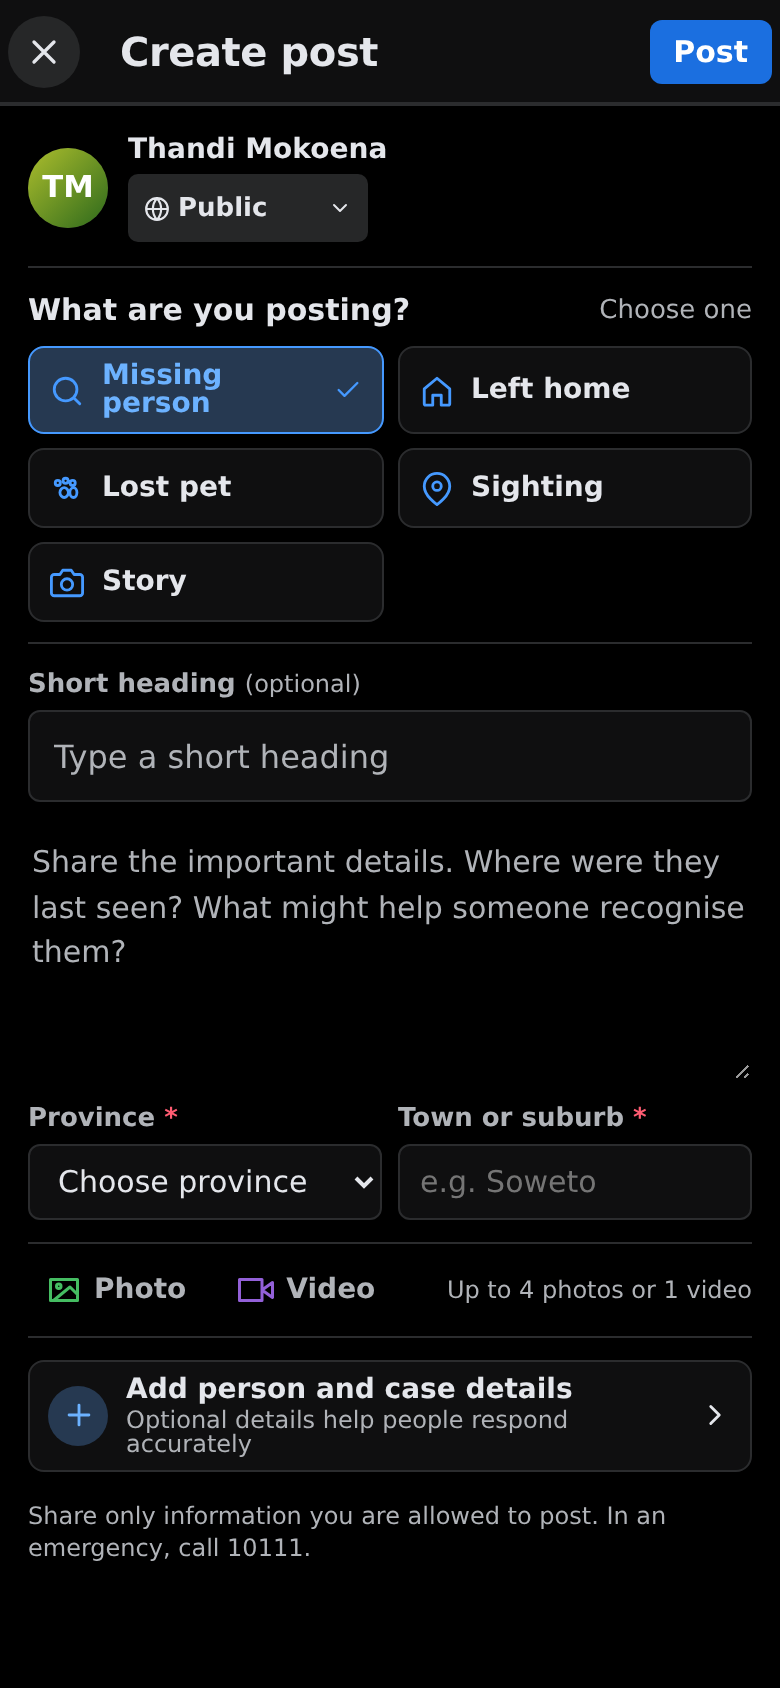 Create post
Post
TM
Thandi Mokoena
Public
What are you posting?
Choose one
Missing
person
Left home
Lost pet
Sighting
Story
Short heading (optional)
Type a short heading
Share the important details. Where were they
last seen? What might help someone recognise
them?
Province *
Town or suburb *
Choose province
e.g. Soweto
Photo
Video
Up to 4 photos or 1 video
Add person and case details
Optional details help people respond
accurately
Share only information you are allowed to post. In an
emergency, call 10111.